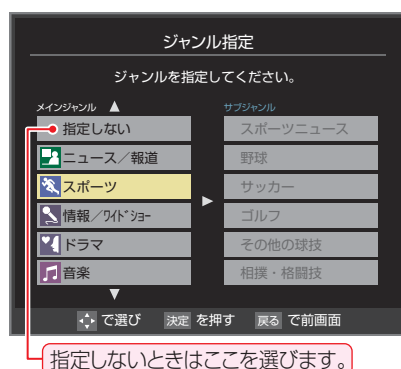 ジャンル指定
ジャンルを指定してください。
メインジャンル ▲
サブジャンル
指定しない
スポーツニュース
ニュース／報道
野球
スポーツ
サッカー
▶
情報／ワイドショー
ゴルフ
ドラマ
その他の球技
音楽
相撲・格闘技
▼
で選び 決定 を押す 戻る で前画面
指定しないときはここを選びます。